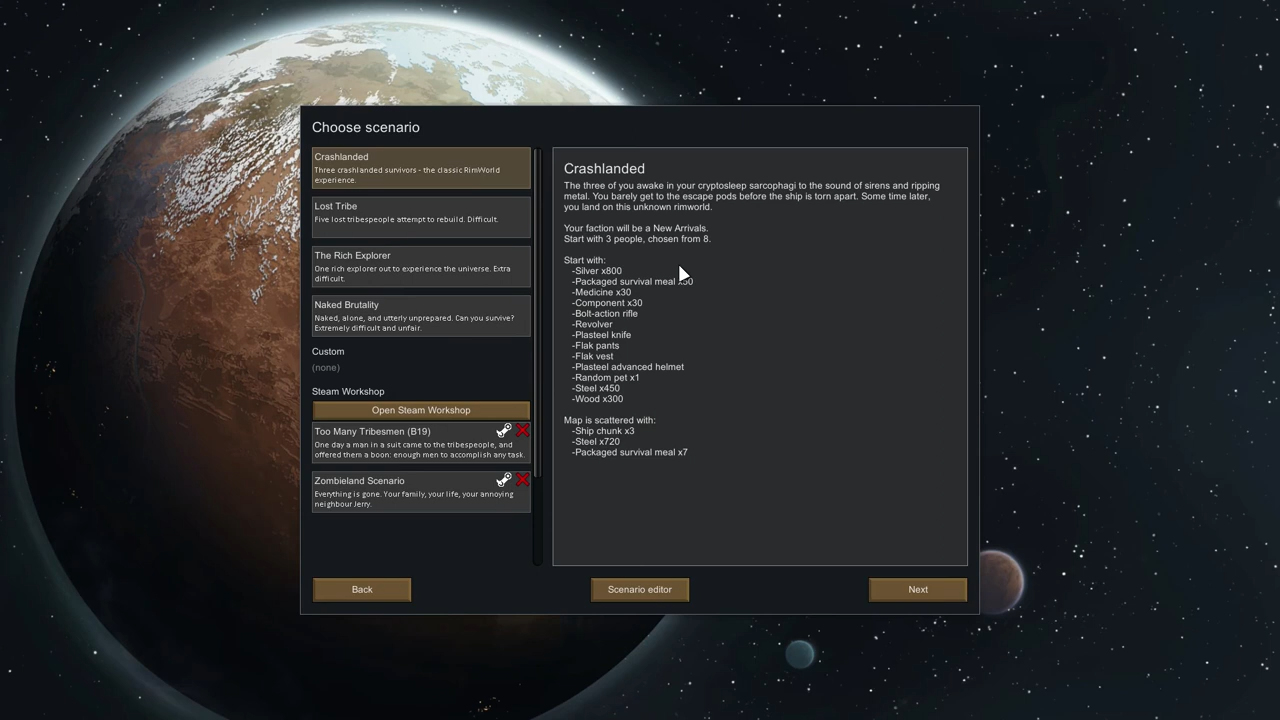 Choose scenario
Crashlanded
Three crashlanded survivors - the classic RimWorld
experience.
Lost Tribe
Five lost tribespeople attempt to rebuild. Difficult.
The Rich Explorer
One rich explorer out to experience the universe. Extra
difficult.
Naked Brutality
Naked, alone, and utterly unprepared. Can you survive?
Extremely difficult and unfair.
Custom
(none)
Steam Workshop
Open Steam Workshop
Too Many Tribesmen (B19)
One day a man in a suit came to the tribespeople, and
offered them a boon: enough men to accomplish any task.
Zombieland Scenario
Everything is gone. Your family, your life, your annoying
neighbour Jerry.
Crashlanded
The three of you awake in your cryptosleep sarcophagi to the sound of sirens and ripping
metal. You barely get to the escape pods before the ship is torn apart. Some time later,
you land on this unknown rimworld.
Your faction will be a New Arrivals.
Start with 3 people, chosen from 8.
Start with:
-Silver x800
-Packaged survival meal
-Medicine x30
-Component x30
-Bolt-action rifle
-Revolver
-Plasteel knife
-Flak pants
-Flak vest
-Plasteel advanced helmet
-Random pet x1
-Steel x450
-Wood x300
Map is scattered with:
-Ship chunk x3
-Steel x720
-Packaged survival meal x7
Back
Scenario editor
Next